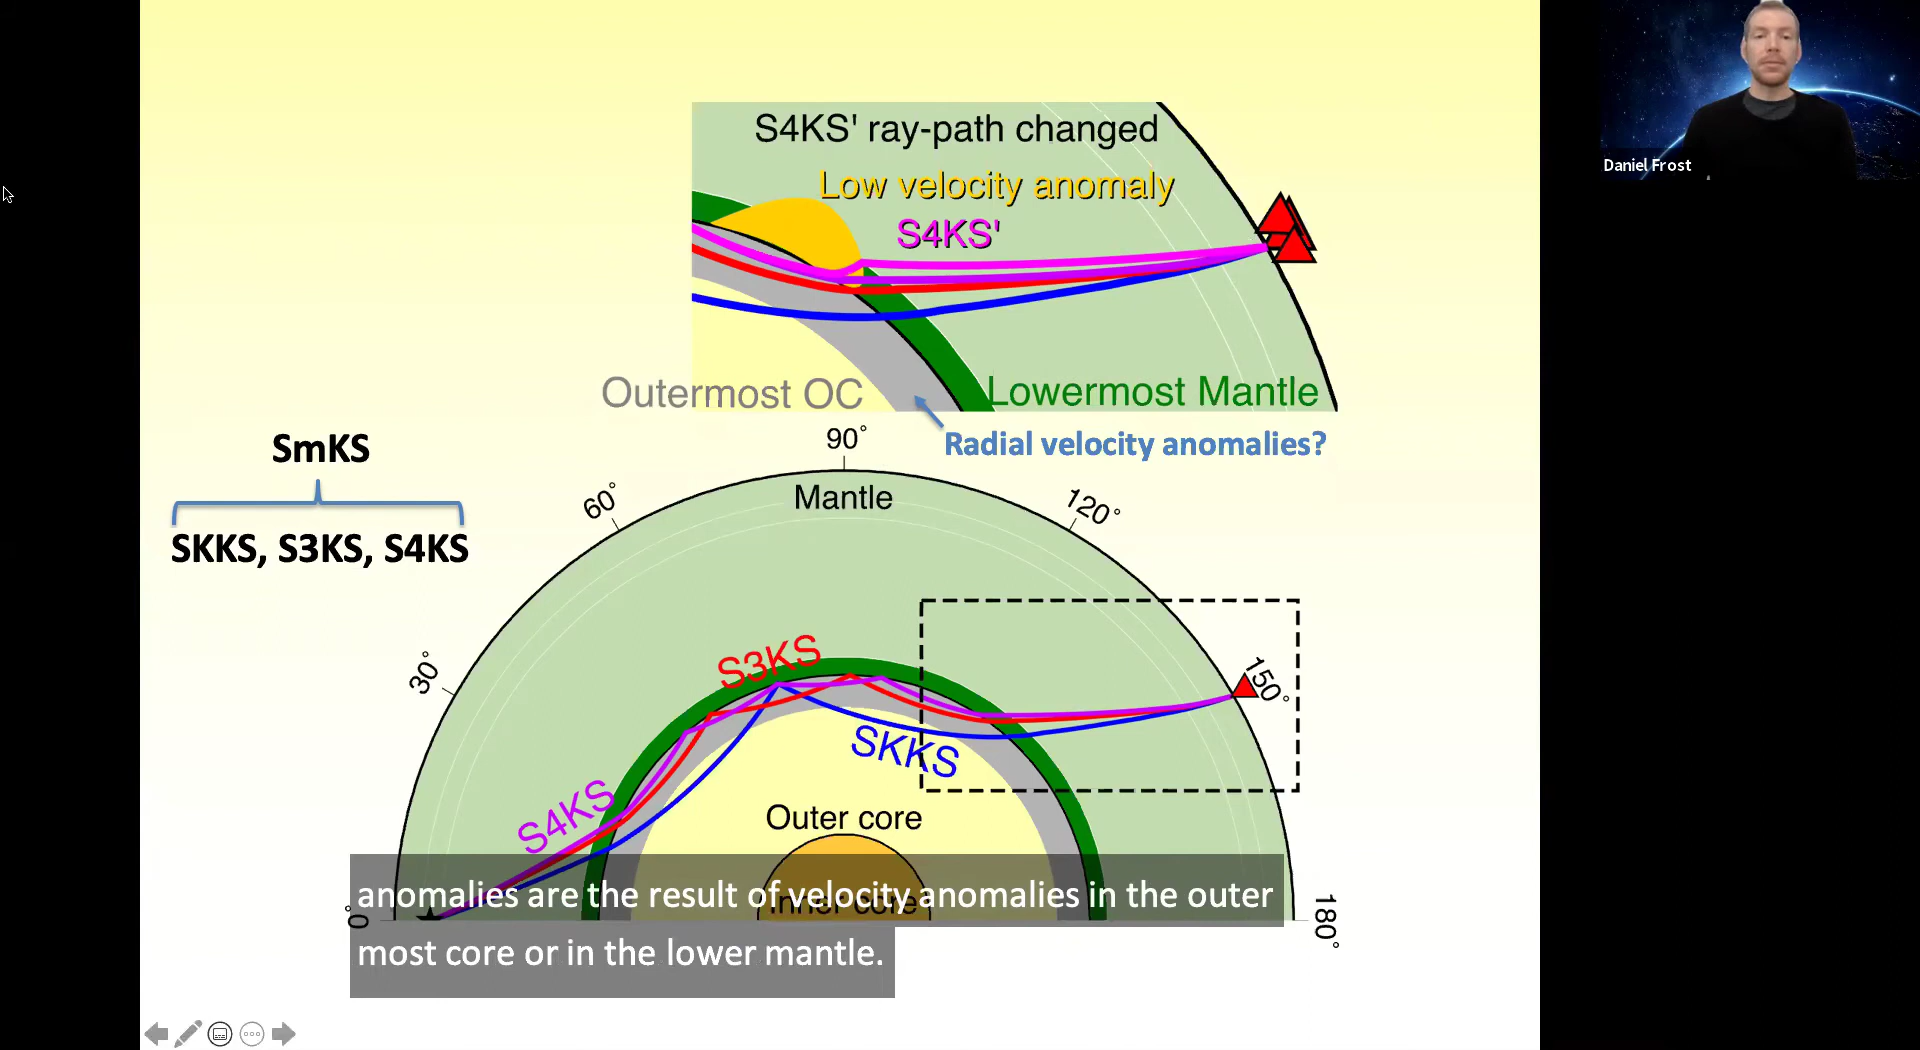 Daniel Frost
S4KS' ray-path changed
Low velocity anomaly
S4KS'
Outermost OC
Lowermost Mantle
Radial velocity anomalies?
SmKS
SKKS, S3KS, S4KS
0°
30°
60°
90°
120°
150°
180°
Mantle
S3KS
SKKS
S4KS
Outer core
Inner core
anomalies are the result of velocity anomalies in the outer
most core or in the lower mantle.